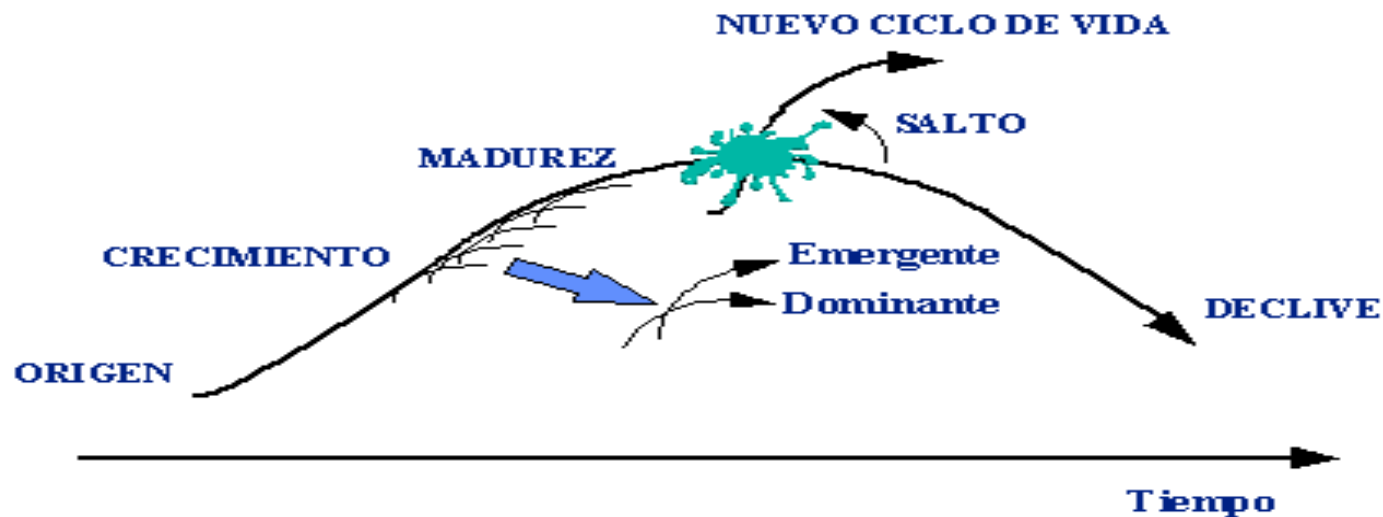 NUEVO CICLO DE VIDA
SALTO
MADUREZ
CRECIMIENTO
Emergente
Dominante
DECLIVE
ORIGEN
Tiempo